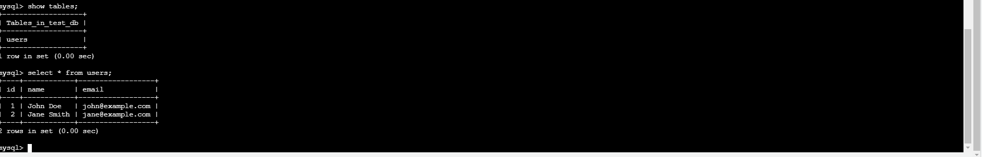 mysql> show tables;
+-------------------+
| Tables_in_test_db |
+-------------------+
| users             |
+-------------------+
1 row in set (0.00 sec)
mysql> select * from users;
+----+------------+------------------+
| id | name       | email            |
+----+------------+------------------+
|  1 | John Doe   | john@example.com |
|  2 | Jane Smith | jane@example.com |
+----+------------+------------------+
2 rows in set (0.00 sec)
mysql>